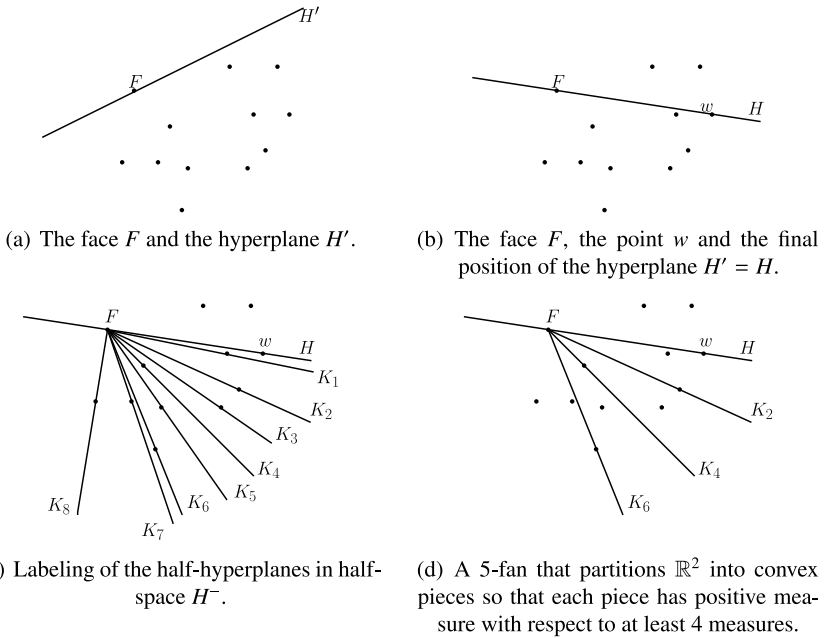 H′
F
(a) The face F and the hyperplane H′.
F
w
H
(b) The face F, the point w and the final
position of the hyperplane H′ = H.
F
w
H
K₁
K₂
K₃
K₄
K₅
K₆
K₇
K₈
) Labeling of the half-hyperplanes in half-
space H⁻.
F
w
H
K₂
K₄
K₆
(d) A 5-fan that partitions ℝ² into convex
pieces so that each piece has positive mea-
sure with respect to at least 4 measures.